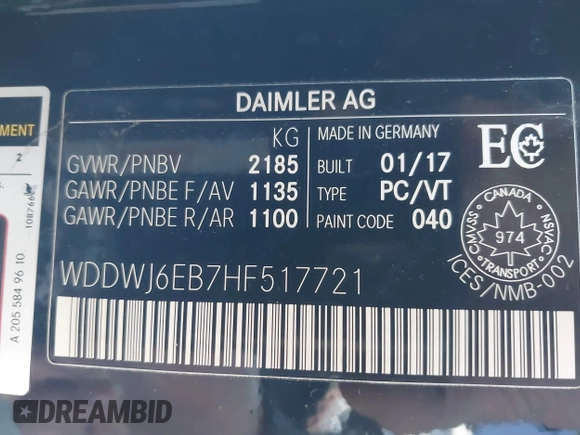 DAIMLER AG
KG
MADE IN GERMANY
GVWR/PNBV 2185
BUILT 01/17
GAWR/PNBE F/AV 1135
TYPE PC/VT
GAWR/PNBE R/AR 1100
PAINT CODE 040
EC
CANADA
CMVSS
974
NSVAC
TRANSPORT
ICES/NMB-002
WDDWJ6EB7HF517721
MENT
2
A 205 584 96 10
DREAMBID